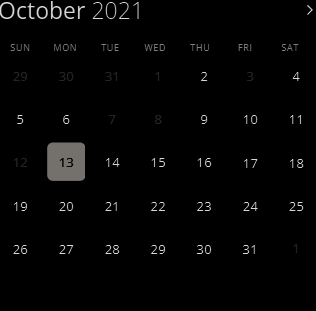 October 2021
SUN MON TUE WED THU FRI SAT
29 30 31 1 2 3 4
5 6 7 8 9 10 11
12 13 14 15 16 17 18
19 20 21 22 23 24 25
26 27 28 29 30 31 1